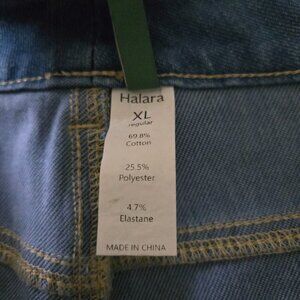 Halara
XL
regular
69.8%
Cotton
25.5%
Polyester
4.7%
Elastane
MADE IN CHINA